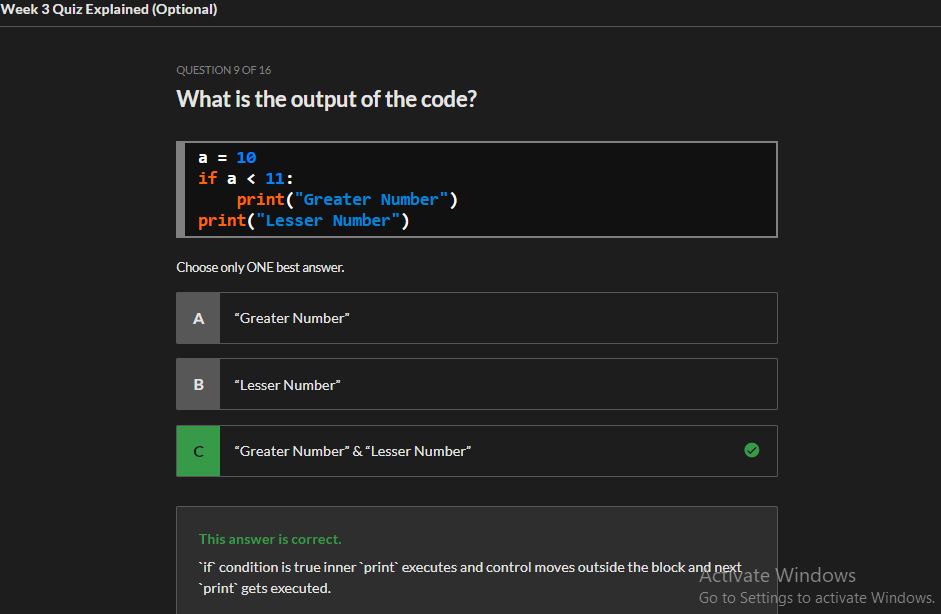 Week 3 Quiz Explained (Optional)
QUESTION 9 OF 16
What is the output of the code?
a = 10
if a < 11:
    print("Greater Number")
print("Lesser Number")
Choose only ONE best answer.
A
“Greater Number”
B
“Lesser Number”
C
“Greater Number” & “Lesser Number”
This answer is correct.
`if` condition is true inner `print` executes and control moves outside the block and next
`print` gets executed.
Activate Windows
Go to Settings to activate Windows.